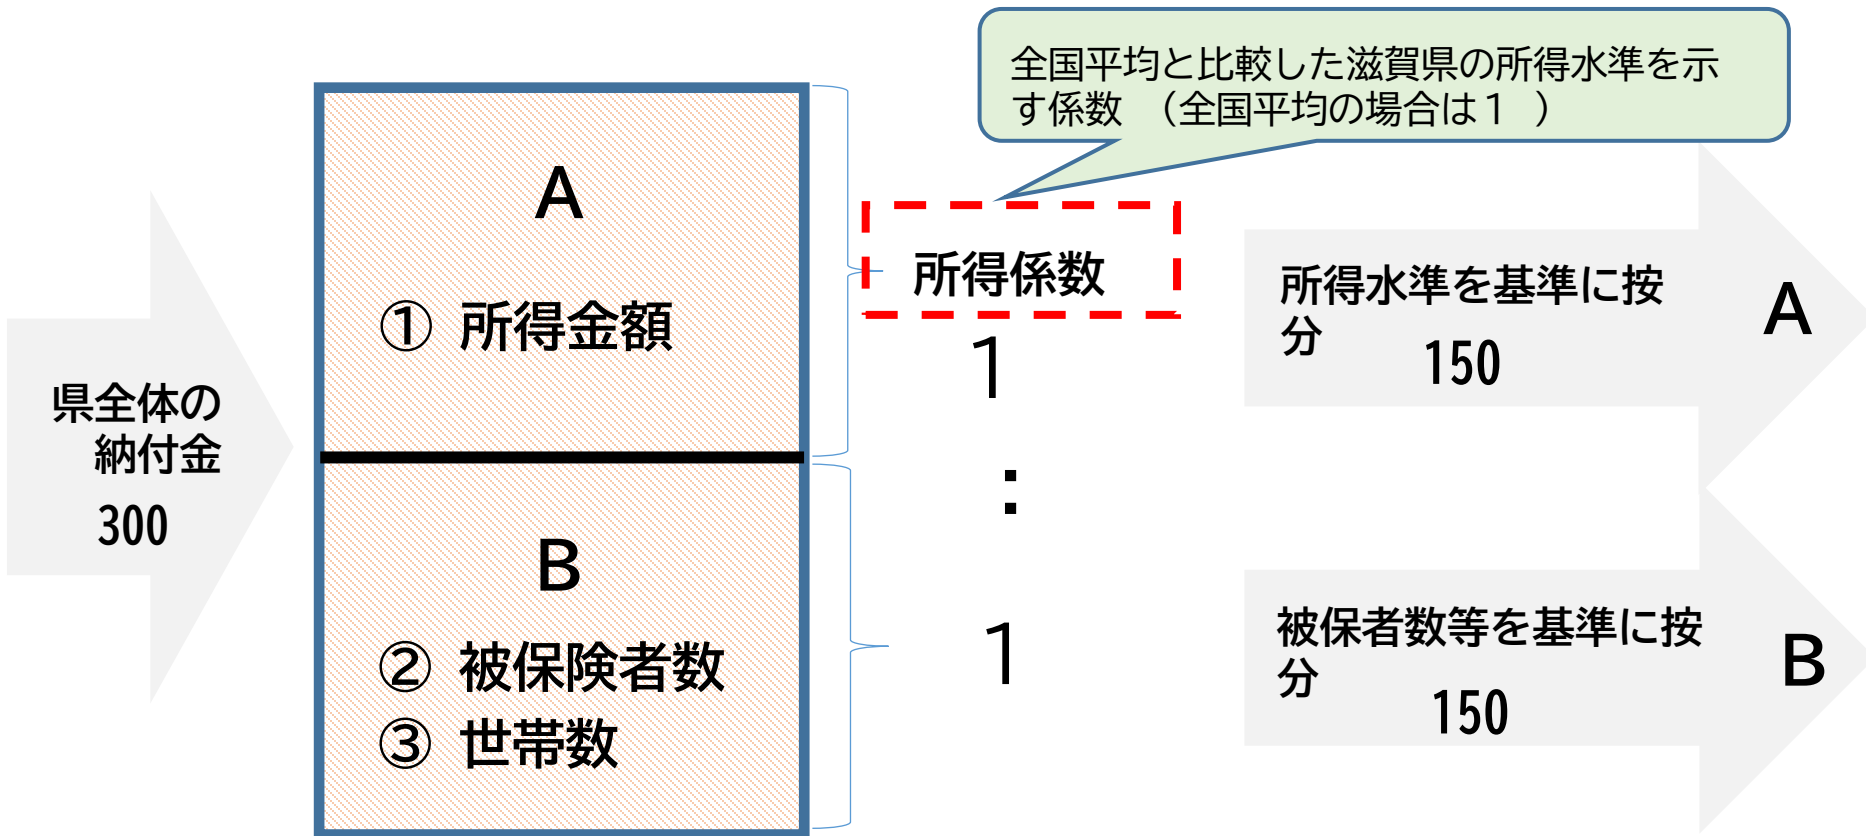 全国平均と比較した滋賀県の所得水準を示
す係数　（全国平均の場合は１　）
A
① 所得金額
県全体の
納付金
300
B
② 被保険者数
③ 世帯数
所得係数
１
：
１
所得水準を基準に按
分
150
A
被保者数等を基準に按
分
150
B